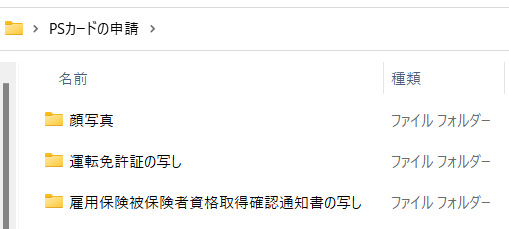 PSカードの申請
名前 種類
顔写真 ファイル フォルダー
運転免許証の写し ファイル フォルダー
雇用保険被保険者資格取得確認通知書の写し ファイル フォルダー